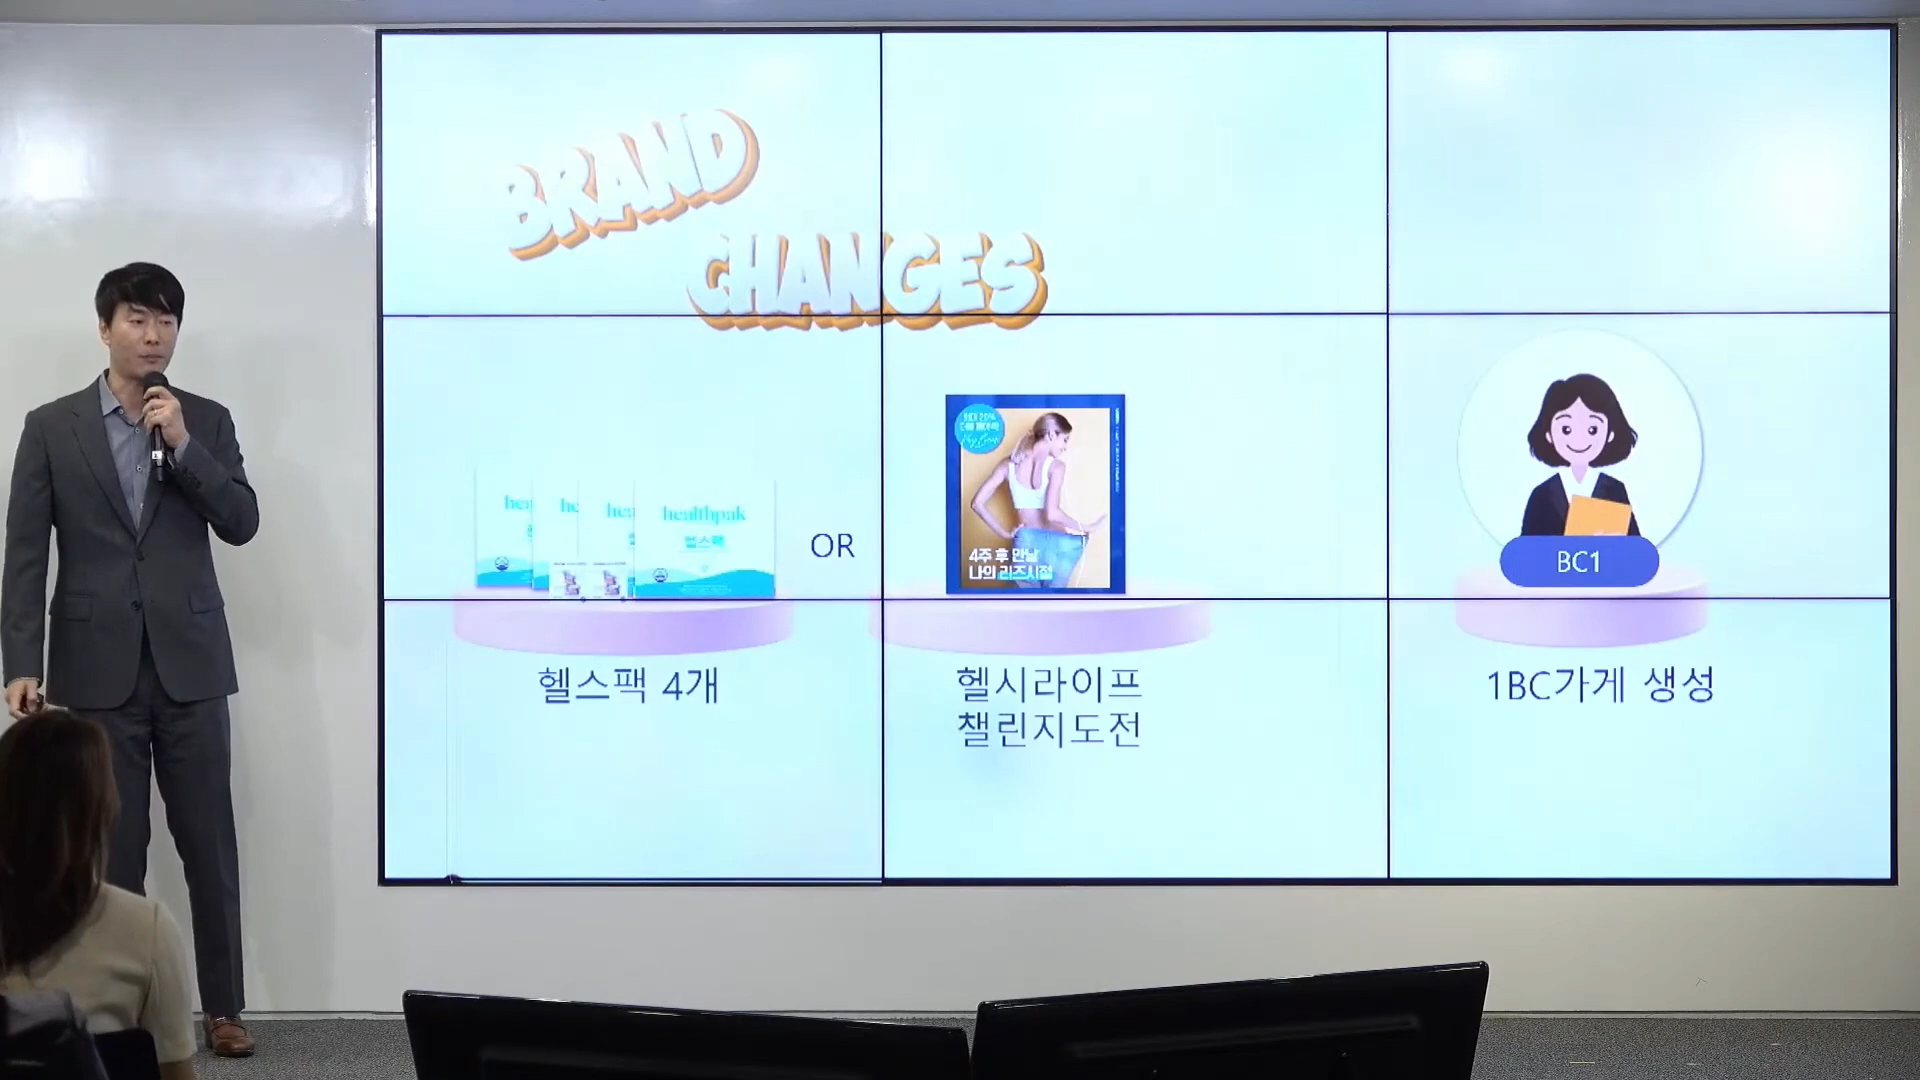 BRAND
CHANGES
healthpak
헬스팩
OR
4주 후 만날
나의 리즈시절
BC1
헬스팩 4개
헬시라이프
챌린지도전
1BC가게 생성